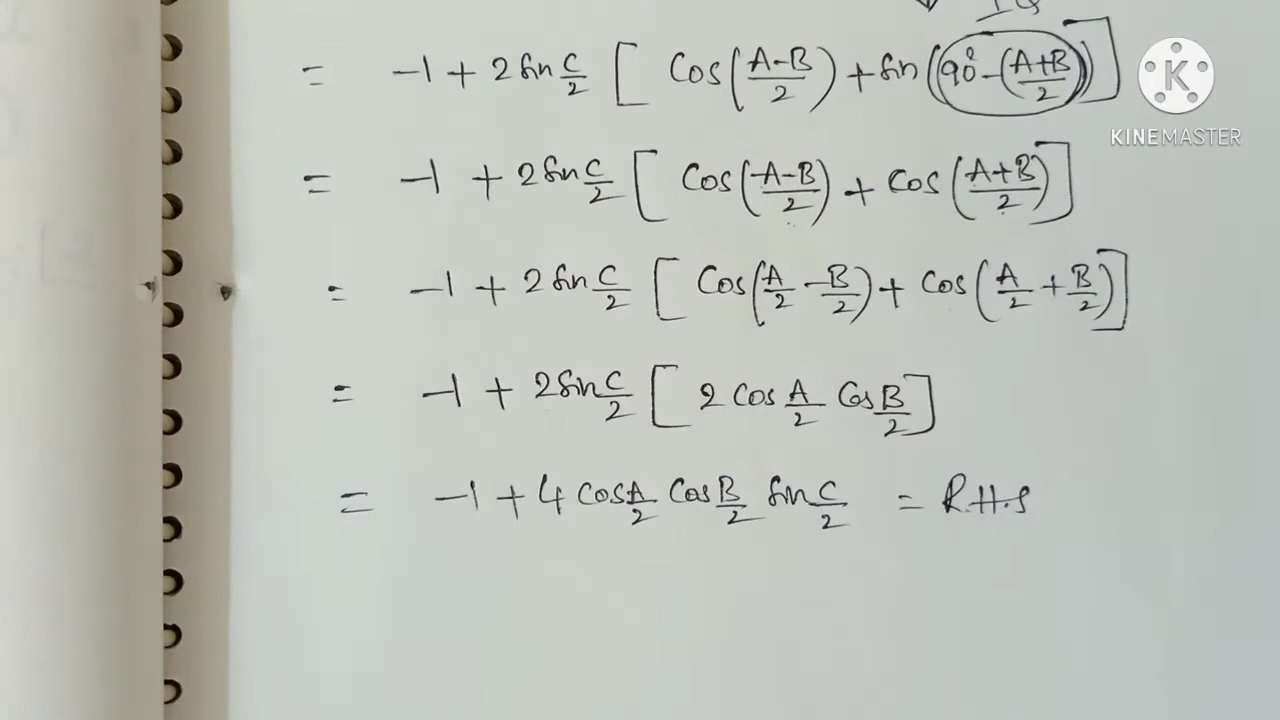 = -1 + 2 Sin C/2 [ Cos(A-B/2) + Sin (90° - (A+B/2)) ]
K
KINEMASTER
= -1 + 2 Sin C/2 [ Cos(A-B/2) + Cos (A+B/2) ]
= -1 + 2 Sin C/2 [ Cos(A/2 - B/2) + Cos (A/2 + B/2) ]
= -1 + 2 Sin C/2 [ 2 Cos A/2 Cos B/2 ]
= -1 + 4 Cos A/2 Cos B/2 Sin C/2 = R.H.S